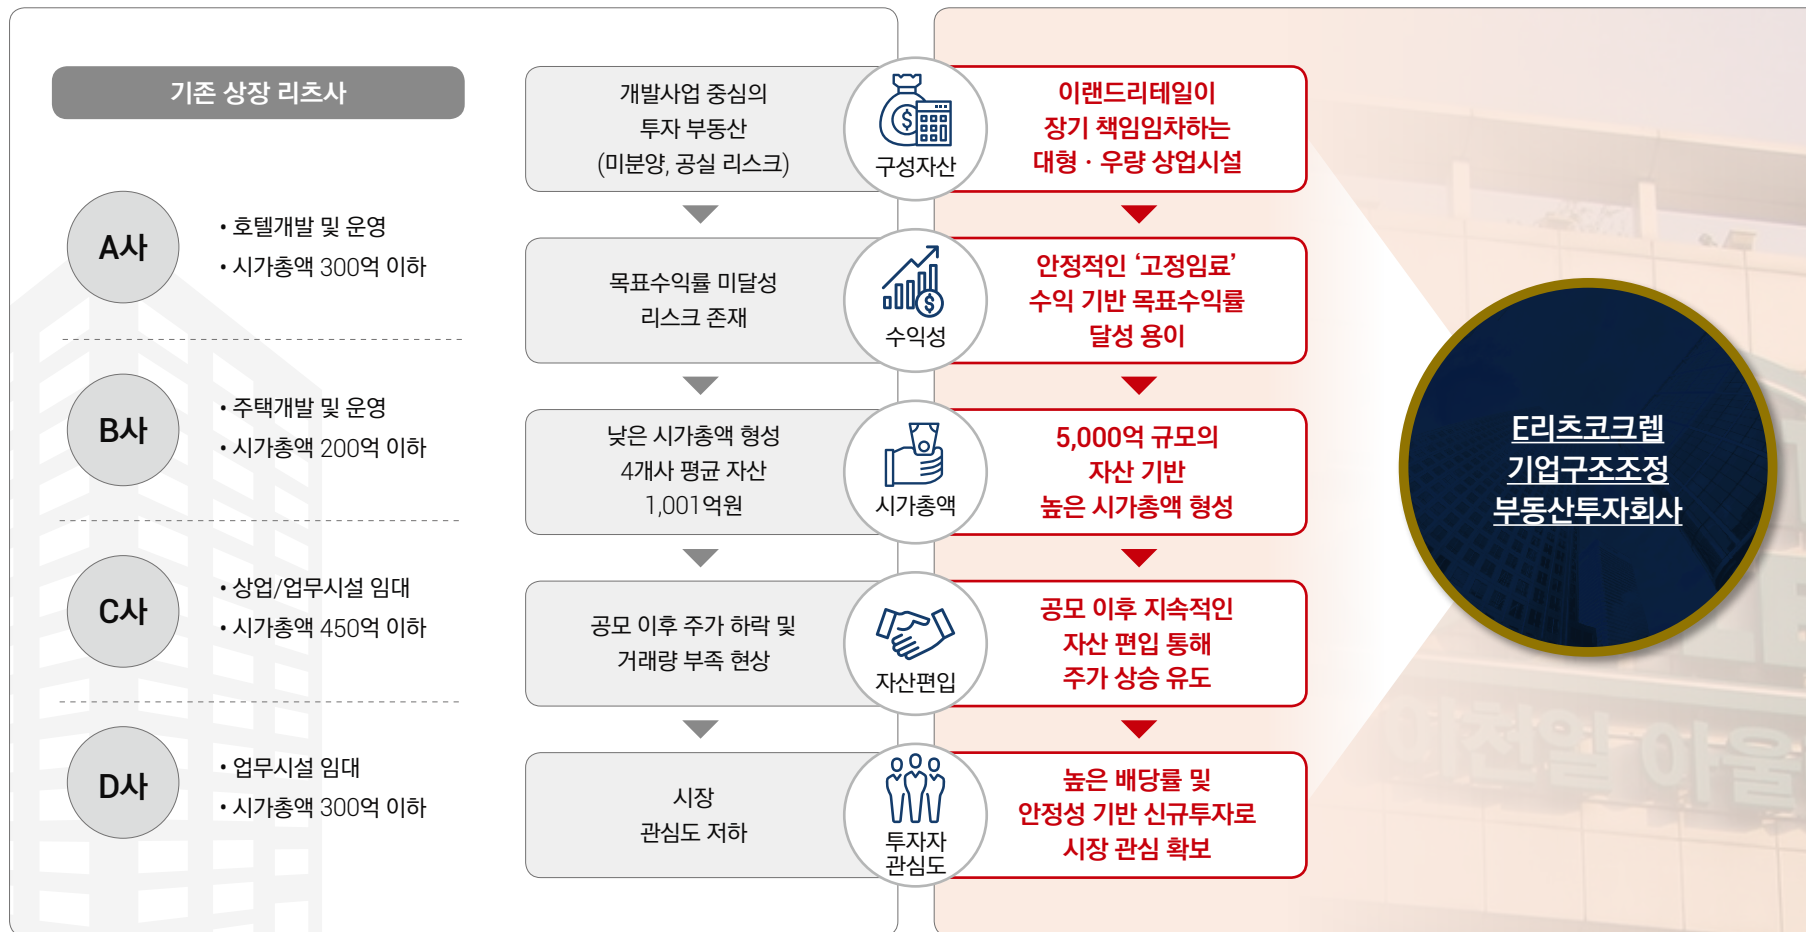 기존 상장 리츠사
A사
• 호텔개발 및 운영
• 시가총액 300억 이하
B사
• 주택개발 및 운영
• 시가총액 200억 이하
C사
• 상업/업무시설 임대
• 시가총액 450억 이하
D사
• 업무시설 임대
• 시가총액 300억 이하
개발사업 중심의
투자 부동산
(미분양, 공실 리스크)
구성자산
이랜드리테일이
장기 책임임차하는
대형 · 우량 상업시설
목표수익률 미달성
리스크 존재
수익성
안정적인 ‘고정임료’
수익 기반 목표수익률
달성 용이
낮은 시가총액 형성
4개사 평균 자산
1,001억원
시가총액
5,000억 규모의
자산 기반
높은 시가총액 형성
공모 이후 주가 하락 및
거래량 부족 현상
자산편입
공모 이후 지속적인
자산 편입 통해
주가 상승 유도
시장
관심도 저하
투자자
관심도
높은 배당률 및
안정성 기반 신규투자로
시장 관심 확보
E리츠코크렙
기업구조조정
부동산투자회사
이천일 아울